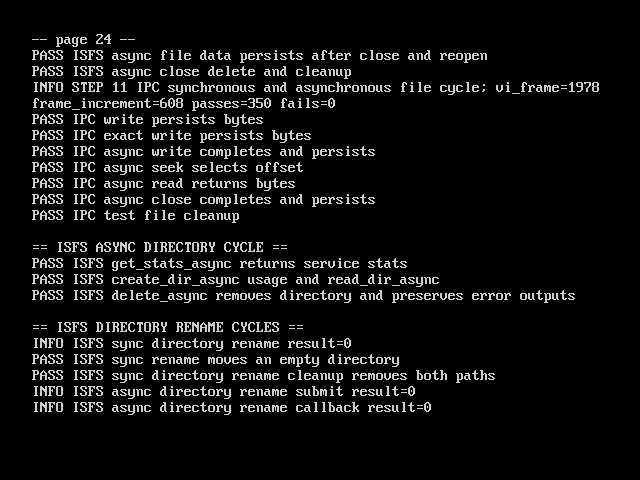 -- page 24 --
PASS ISFS async file data persists after close and reopen
PASS ISFS async close delete and cleanup
INFO STEP 11 IPC synchronous and asynchronous file cycle; vi_frame=1978
frame_increment=608 passes=350 fails=0
PASS IPC write persists bytes
PASS IPC exact write persists bytes
PASS IPC async write completes and persists
PASS IPC async seek selects offset
PASS IPC async read returns bytes
PASS IPC async close completes and persists
PASS IPC test file cleanup
== ISFS ASYNC DIRECTORY CYCLE ==
PASS ISFS get_stats_async returns service stats
PASS ISFS create_dir_async usage and read_dir_async
PASS ISFS delete_async removes directory and preserves error outputs
== ISFS DIRECTORY RENAME CYCLES ==
INFO ISFS sync directory rename result=0
PASS ISFS sync rename moves an empty directory
PASS ISFS sync directory rename cleanup removes both paths
INFO ISFS async directory rename submit result=0
INFO ISFS async directory rename callback result=0